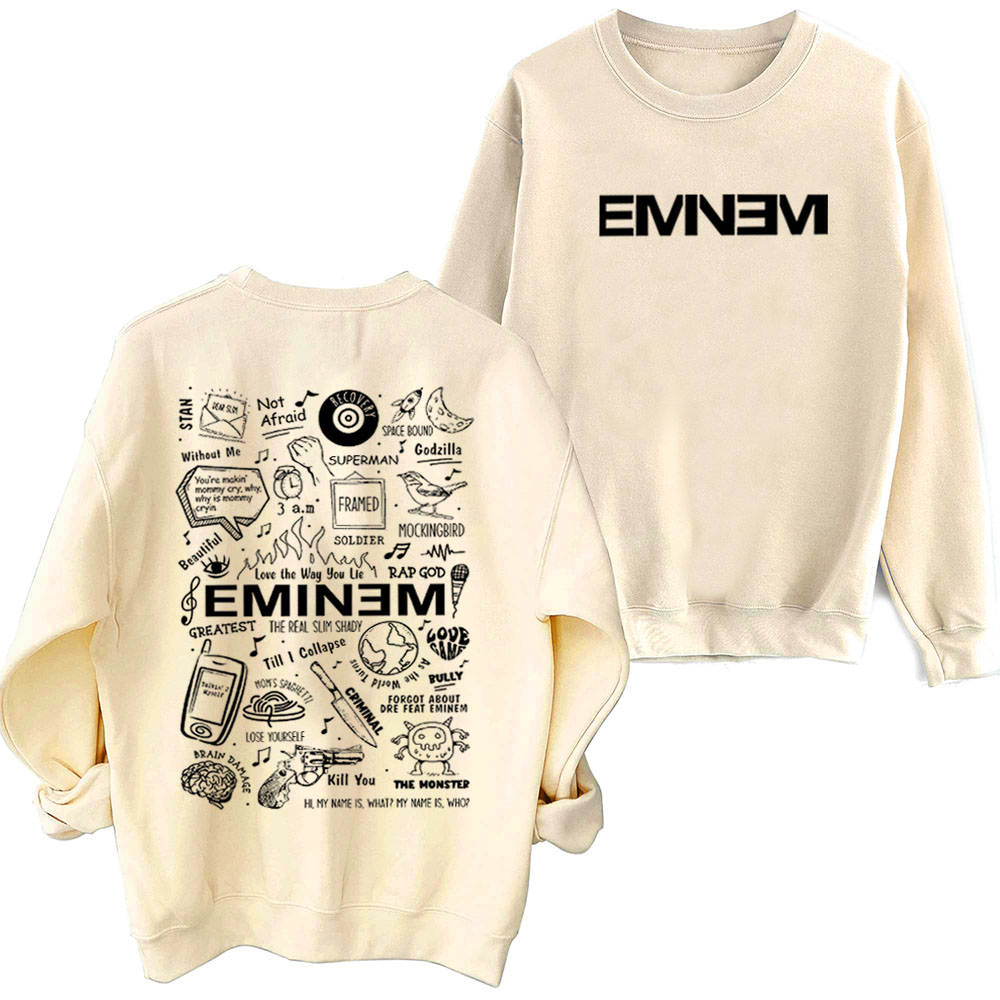 EMINƎM
STAN
DEAR SLIM
Not
Afraid
RECOVERY
SPACE BOUND
Without Me
SUPERMAN
Godzilla
You're makin'
mommy cry, why,
why is mommy
cryin
3 a.m
FRAMED
MOCKINGBIRD
SOLDIER
Beautiful
Love the Way You Lie
RAP GOD
EMINƎM
GREATEST
THE REAL SLIM SHADY
LOVE
GAME
Till I Collapse
As the World Turns
BULLY
MOM'S SPAGHETTI
CRIMINAL
FORGOT ABOUT
DRE FEAT EMINEM
LOSE YOURSELF
BRAIN DAMAGE
Kill You
THE MONSTER
HI, MY NAME IS, WHAT? MY NAME IS, WHO?